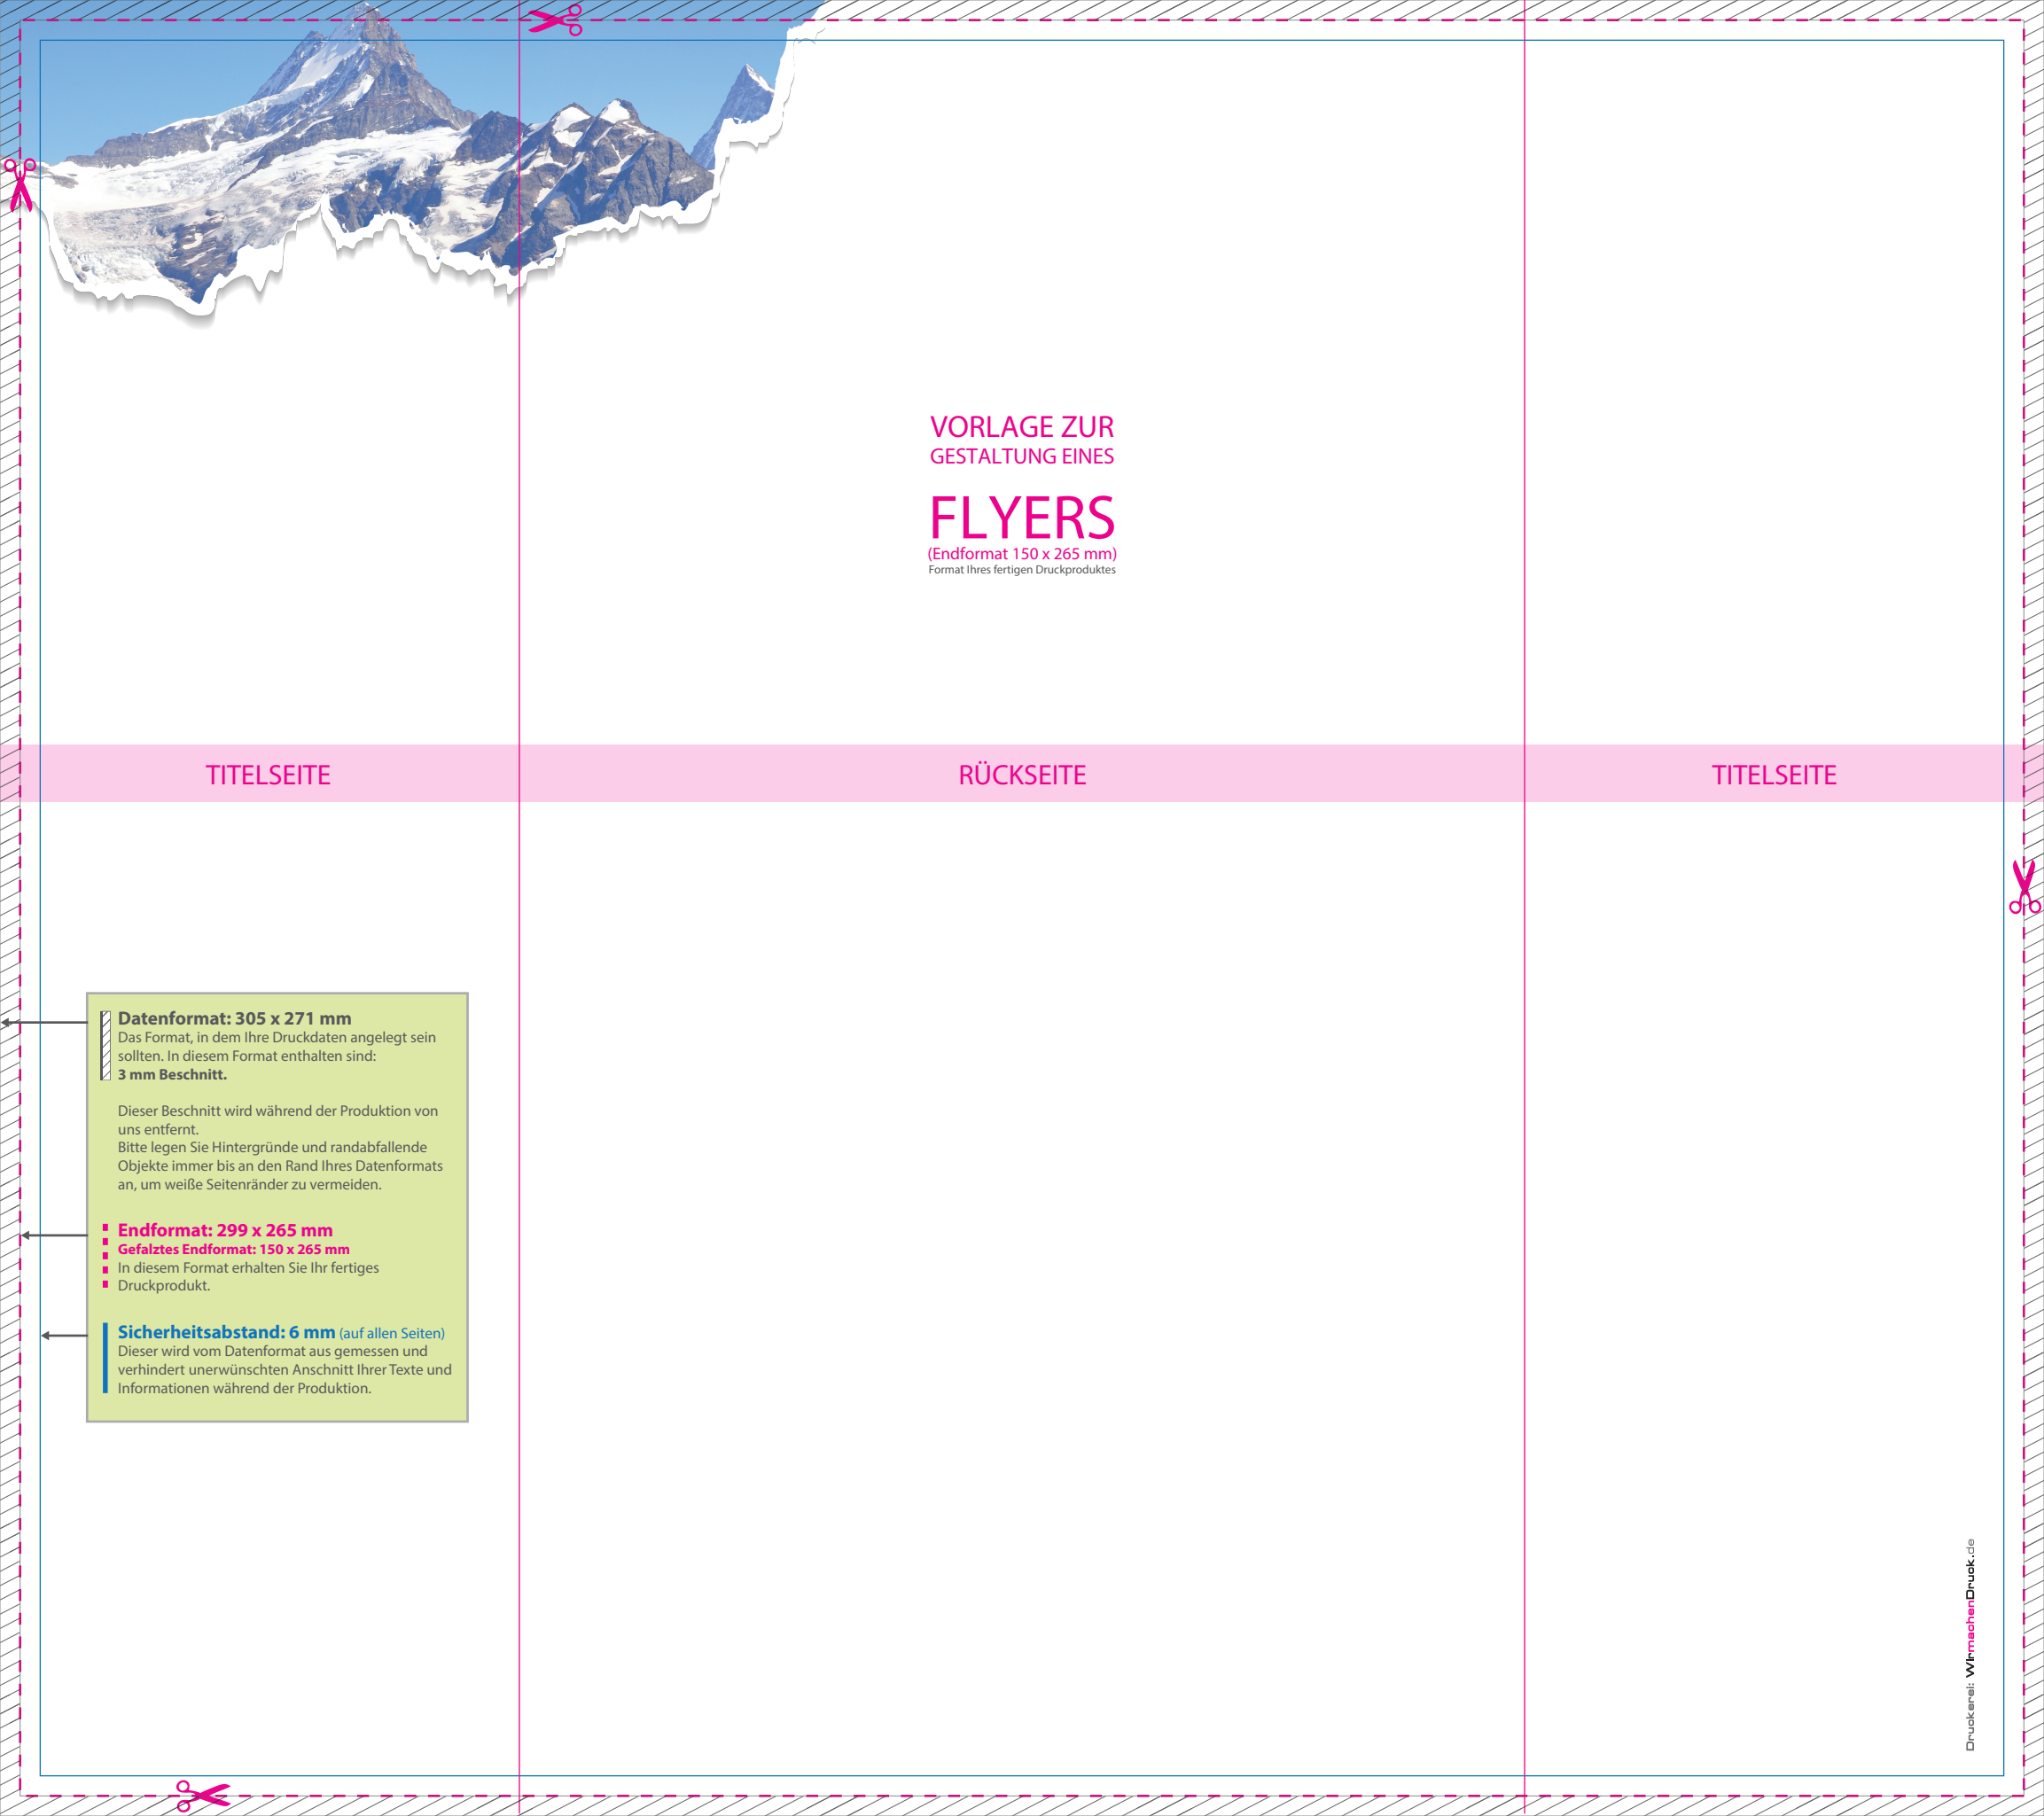 VORLAGE ZUR
GESTALTUNG EINES
FLYERS
(Endformat 150 x 265 mm)
Format Ihres fertigen Druckproduktes
TITELSEITE
RÜCKSEITE
TITELSEITE
Datenformat: 305 x 271 mm
Das Format, in dem Ihre Druckdaten angelegt sein
sollten. In diesem Format enthalten sind:
3 mm Beschnitt.
Dieser Beschnitt wird während der Produktion von
uns entfernt.
Bitte legen Sie Hintergründe und randabfallende
Objekte immer bis an den Rand Ihres Datenformats
an, um weiße Seitenränder zu vermeiden.
Endformat: 299 x 265 mm
Gefalztes Endformat: 150 x 265 mm
In diesem Format erhalten Sie Ihr fertiges
Druckprodukt.
Sicherheitsabstand: 6 mm (auf allen Seiten)
Dieser wird vom Datenformat aus gemessen und
verhindert unerwünschten Anschnitt Ihrer Texte und
Informationen während der Produktion.
Druckerei: WirmachenDruck.de